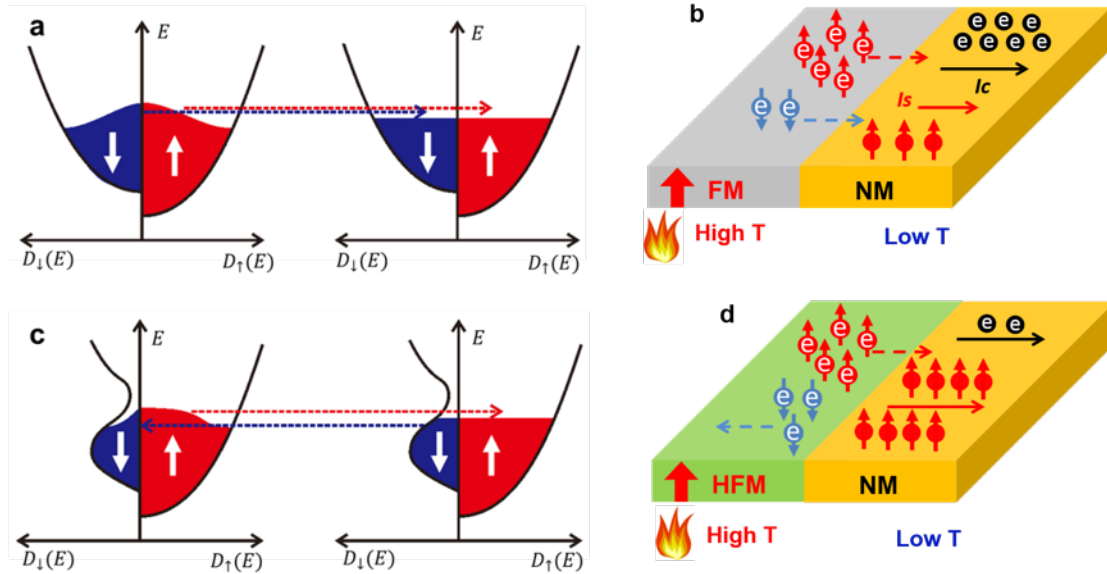 a
E
E
D↓(E)
D↑(E)
D↓(E)
D↑(E)
b
e e e
e e e e
e e e
e e
Ic
e e
Is
FM
NM
High T
Low T
c
E
E
D↓(E)
D↑(E)
D↓(E)
D↑(E)
d
e e
e e e
e e
e e
e
HFM
NM
High T
Low T